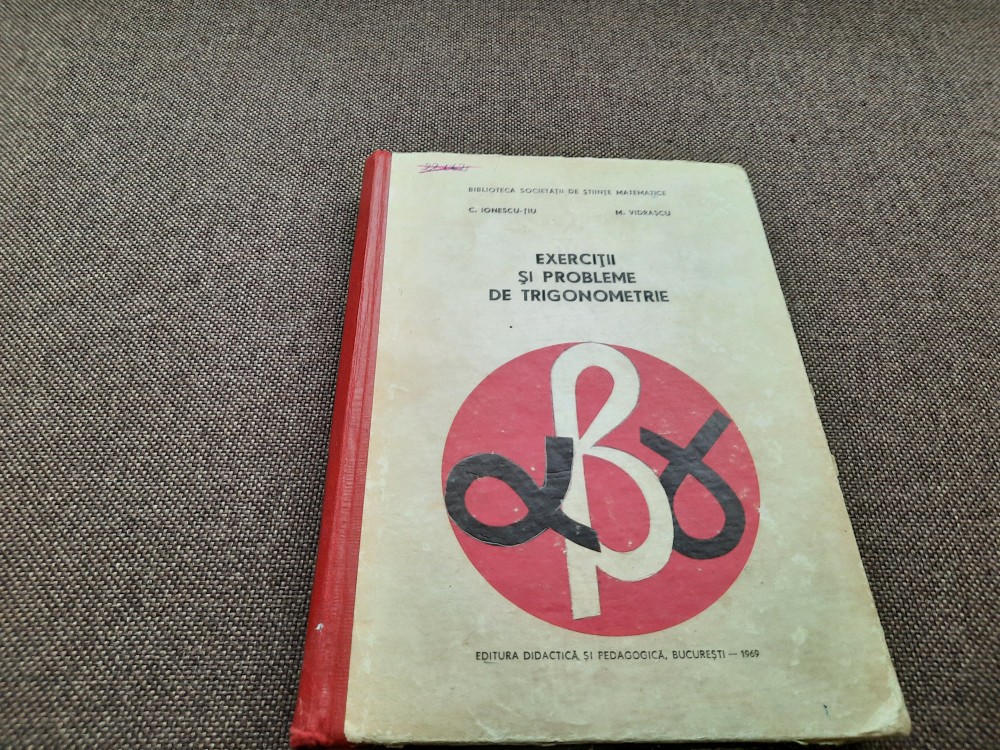 BIBLIOTECA SOCIETĂȚII DE ȘTIINȚE MATEMATICE
C. IONESCU-ȚIU M. VIDRAȘCU
EXERCIȚII
ȘI PROBLEME
DE TRIGONOMETRIE
α β γ
EDITURA DIDACTICĂ ȘI PEDAGOGICĂ, BUCUREȘTI — 1969